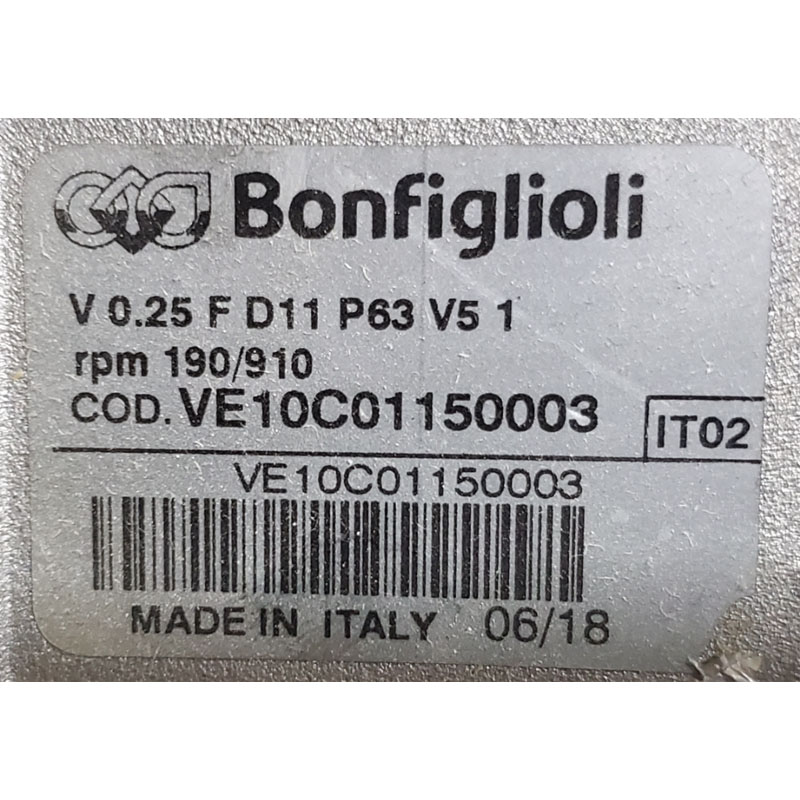 Bonfiglioli
V 0.25 F D11 P63 V5 1
rpm 190/910
COD. VE10C01150003
IT02
VE10C01150003
MADE IN ITALY 06/18